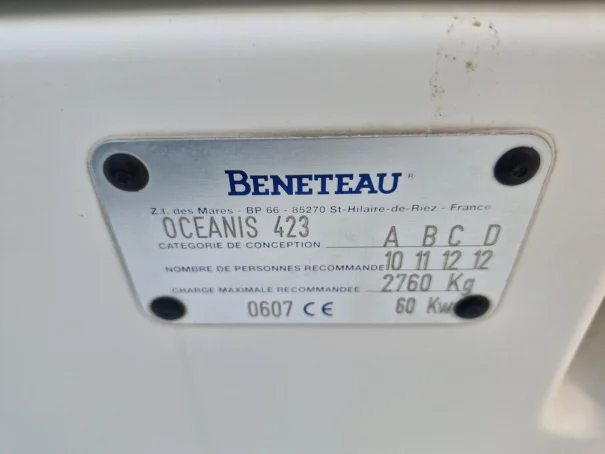 BENETEAU®
Z.I. des Mares - BP 66 - 85270 St-Hilaire-de-Riez - France
OCEANIS 423
CATEGORIE DE CONCEPTION A B C D
NOMBRE DE PERSONNES RECOMMANDE 10 11 12 12
CHARGE MAXIMALE RECOMMANDEE 2760 Kg
0607 CE 60 Kw